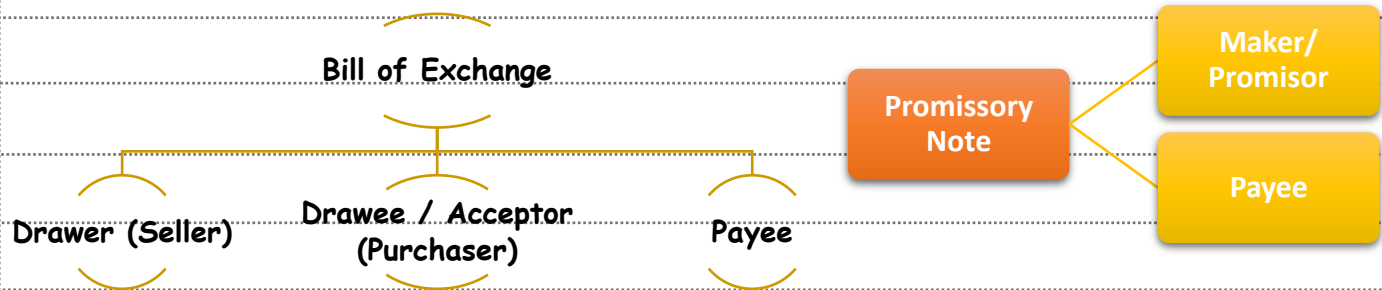 Bill of Exchange
Drawer (Seller)
Drawee / Acceptor
(Purchaser)
Payee
Promissory
Note
Maker/
Promisor
Payee